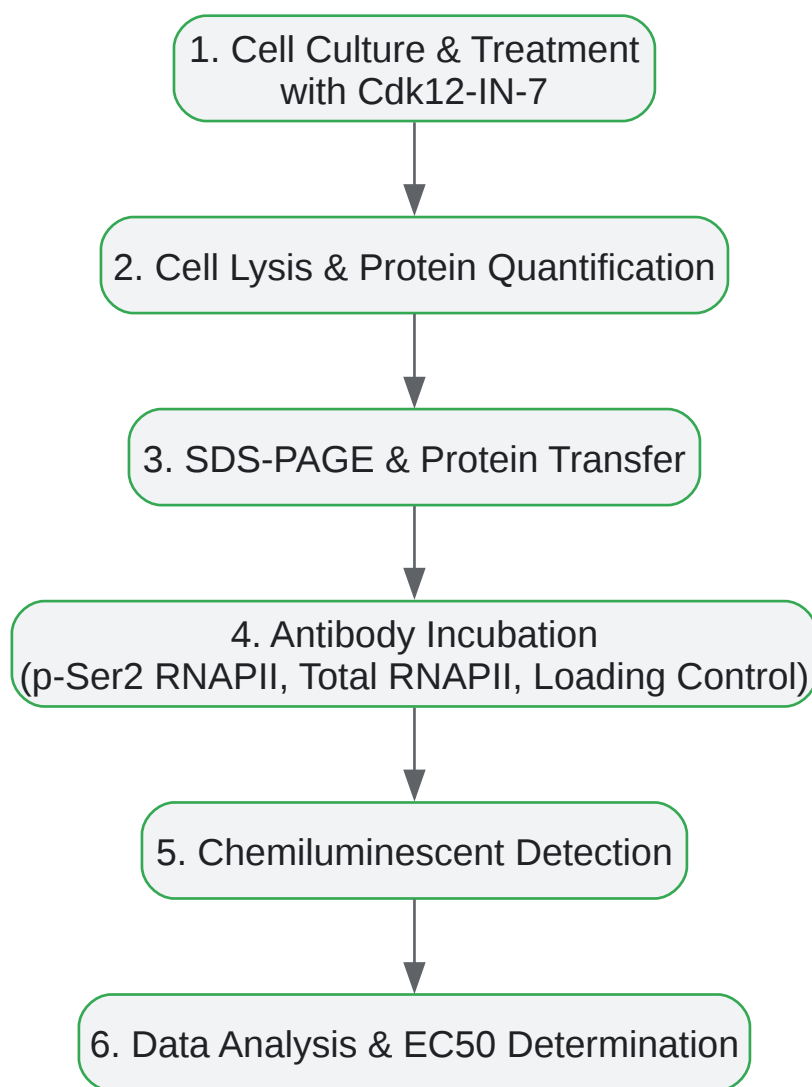 1. Cell Culture & Treatment
with Cdk12-IN-7
2. Cell Lysis & Protein Quantification
3. SDS-PAGE & Protein Transfer
4. Antibody Incubation
(p-Ser2 RNAPII, Total RNAPII, Loading Control)
5. Chemiluminescent Detection
6. Data Analysis & EC50 Determination